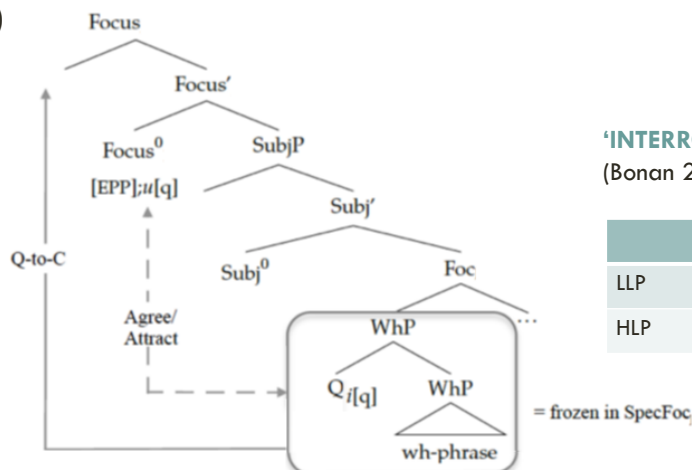 )
Focus
Focus′
Focus⁰ SubjP
[EPP];u[q]
Subj′
Q-to-C
Subj⁰ Foc
Agree/
Attract
WhP ...
Qi[q] WhP
wh-phrase
= frozen in SpecFoc
(Bonan 2
LLP
HLP